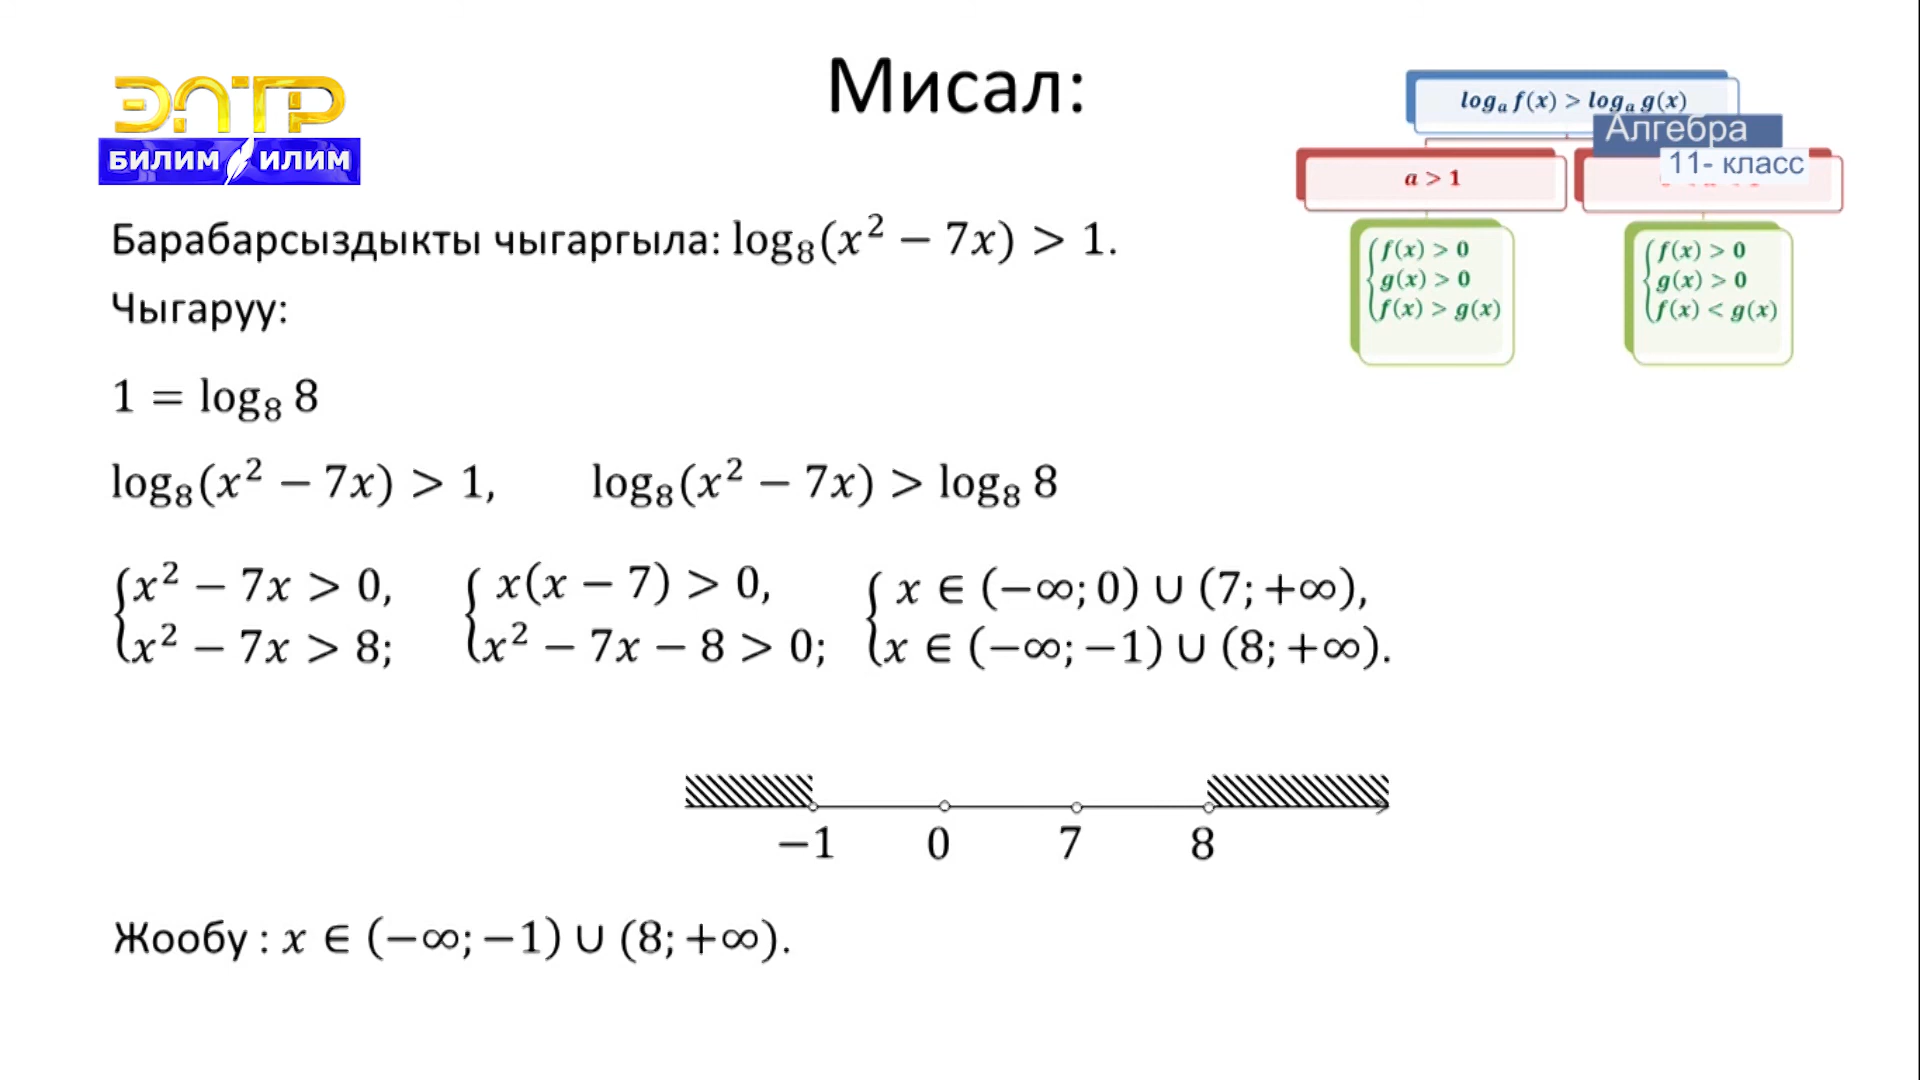 Мисал:
ЭЛТР
БИЛИМ ИЛИМ
logₐ f(x) > logₐ g(x)
Алгебра
11- класс
a > 1
{f(x) > 0
g(x) > 0
f(x) > g(x)
{f(x) > 0
g(x) > 0
f(x) < g(x)
Барабарсыздыкты чыгаргыла: log₈(x² − 7x) > 1.
Чыгаруу:
1 = log₈ 8
log₈(x² − 7x) > 1, log₈(x² − 7x) > log₈ 8
{x² − 7x > 0, { x(x − 7) > 0, { x ∈ (−∞; 0) ∪ (7; +∞),
x² − 7x > 8; x² − 7x − 8 > 0; x ∈ (−∞; −1) ∪ (8; +∞).
−1 0 7 8
Жообу : x ∈ (−∞; −1) ∪ (8; +∞).